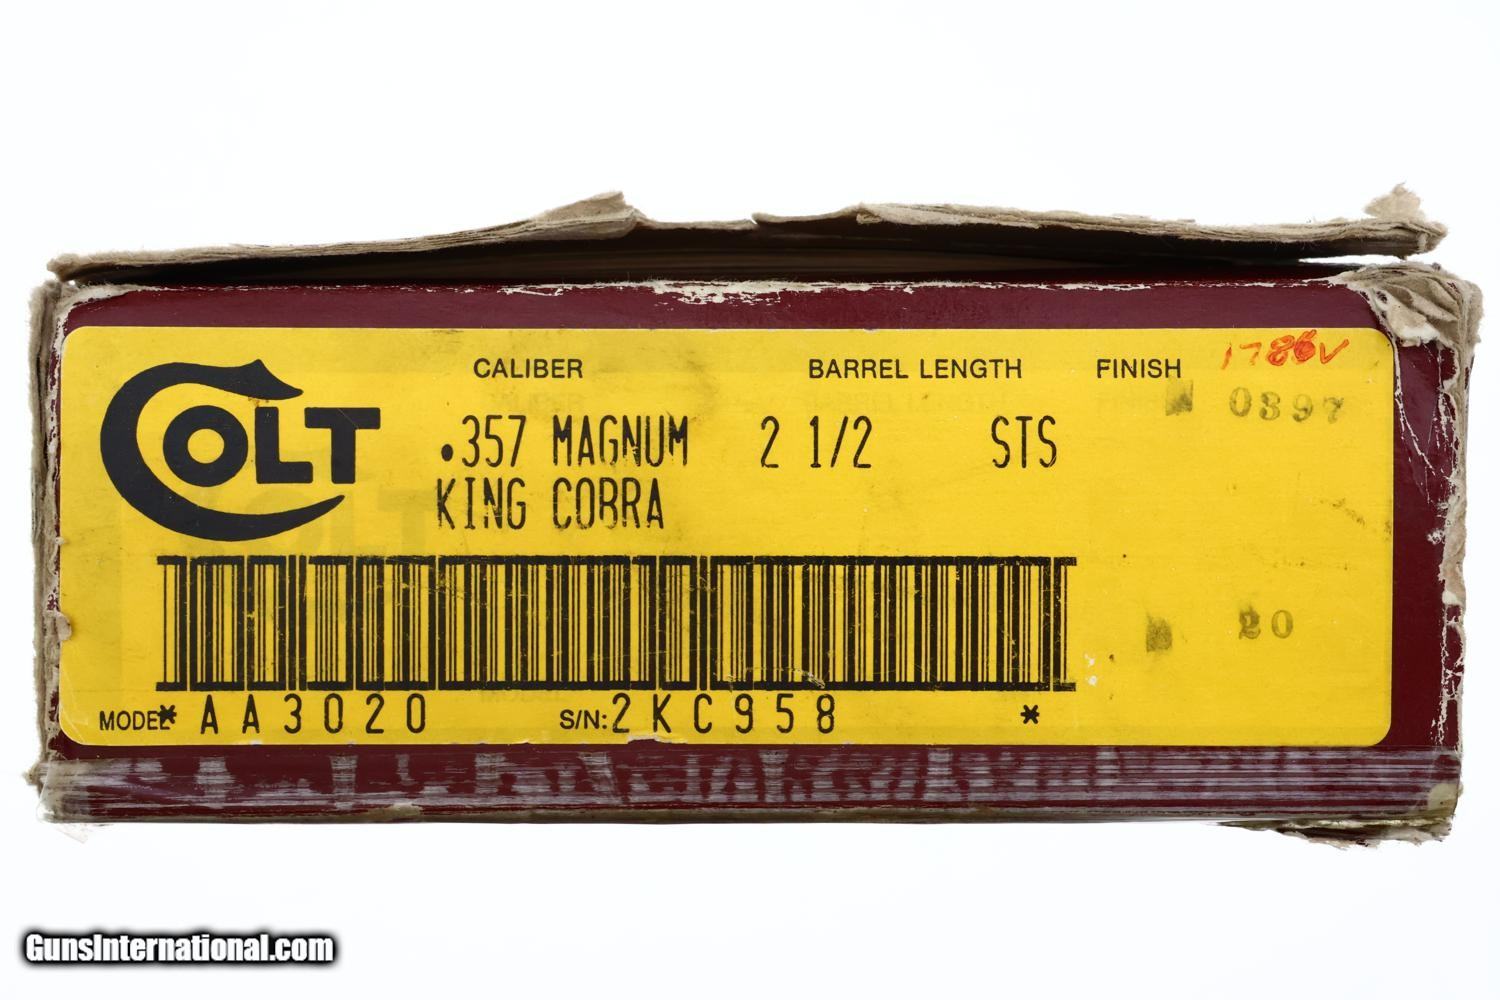 COLT
CALIBER BARREL LENGTH FINISH 1786V
0397
.357 MAGNUM 2 1/2 STS
KING COBRA
20
MODEL * AA3020 S/N: 2KC958 *
GunsInternational.com